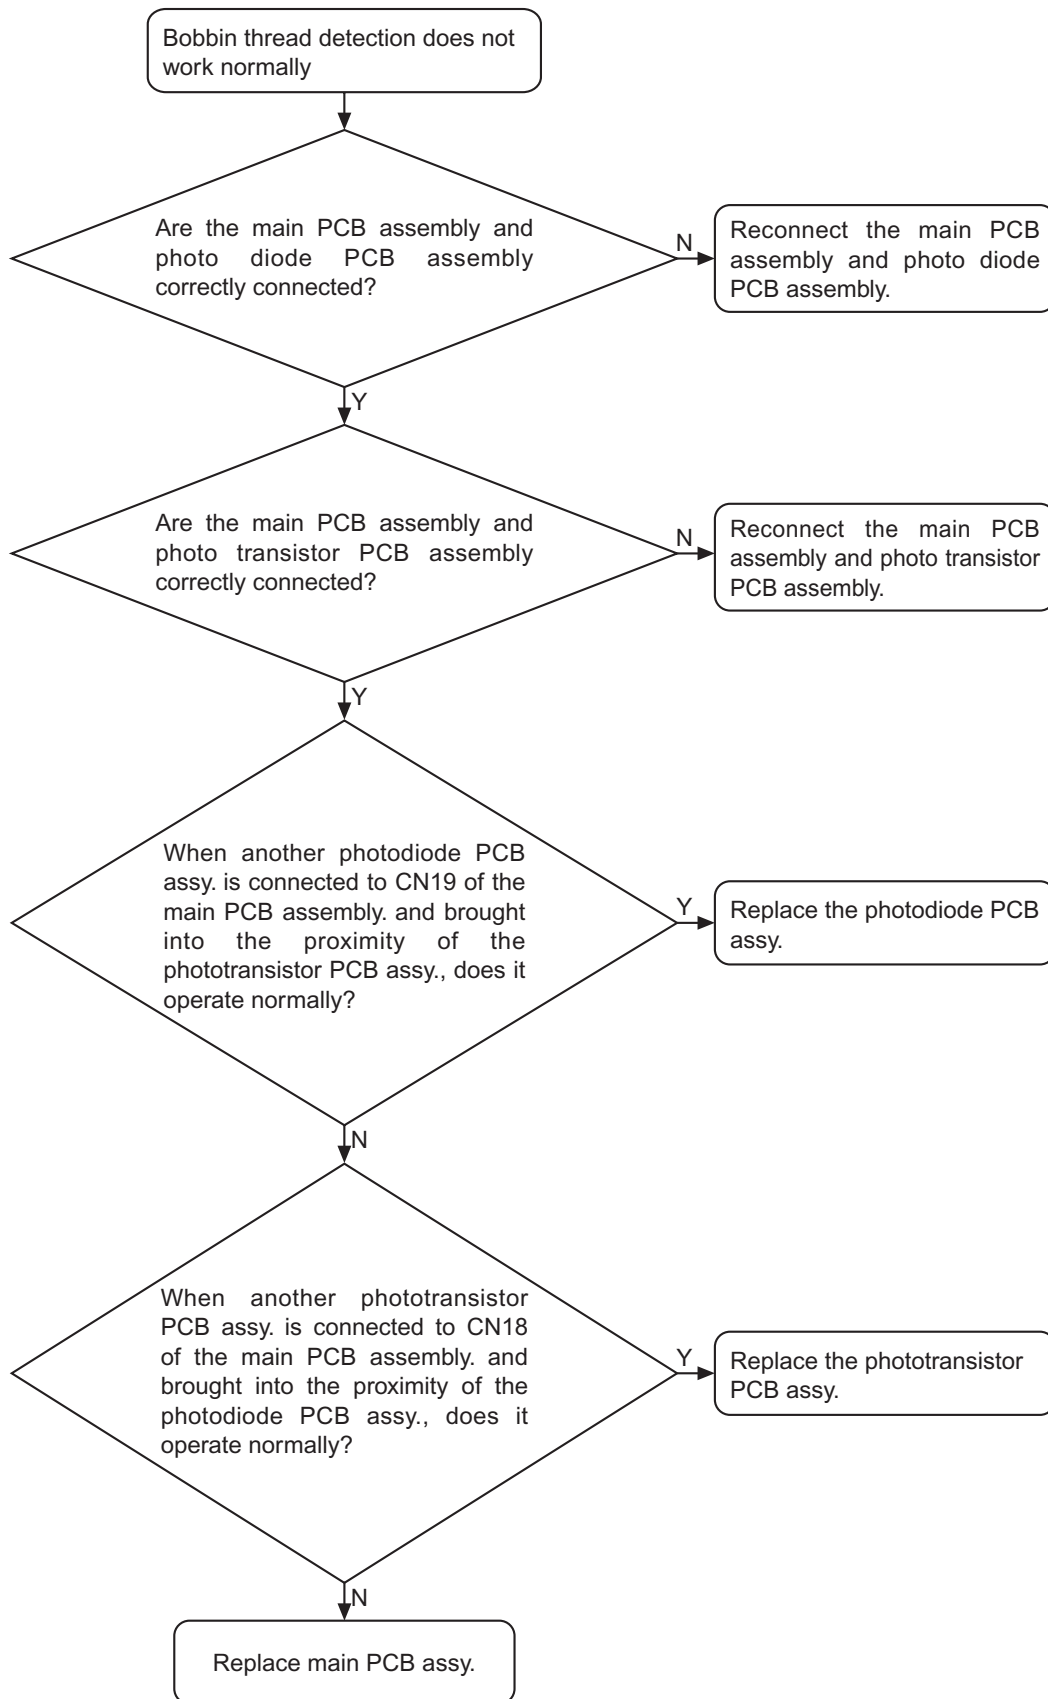 Bobbin thread detection does not
work normally
Are the main PCB assembly and
photo diode PCB assembly
correctly connected?
N
Reconnect the main PCB
assembly and photo diode
PCB assembly.
Y
Are the main PCB assembly and
photo transistor PCB assembly
correctly connected?
N
Reconnect the main PCB
assembly and photo transistor
PCB assembly.
Y
When another photodiode PCB
assy. is connected to CN19 of the
main PCB assembly. and brought
into the proximity of the
phototransistor PCB assy., does it
operate normally?
Y
Replace the photodiode PCB
assy.
N
When another phototransistor
PCB assy. is connected to CN18
of the main PCB assembly. and
brought into the proximity of the
photodiode PCB assy., does it
operate normally?
Y
Replace the phototransistor
PCB assy.
N
Replace main PCB assy.